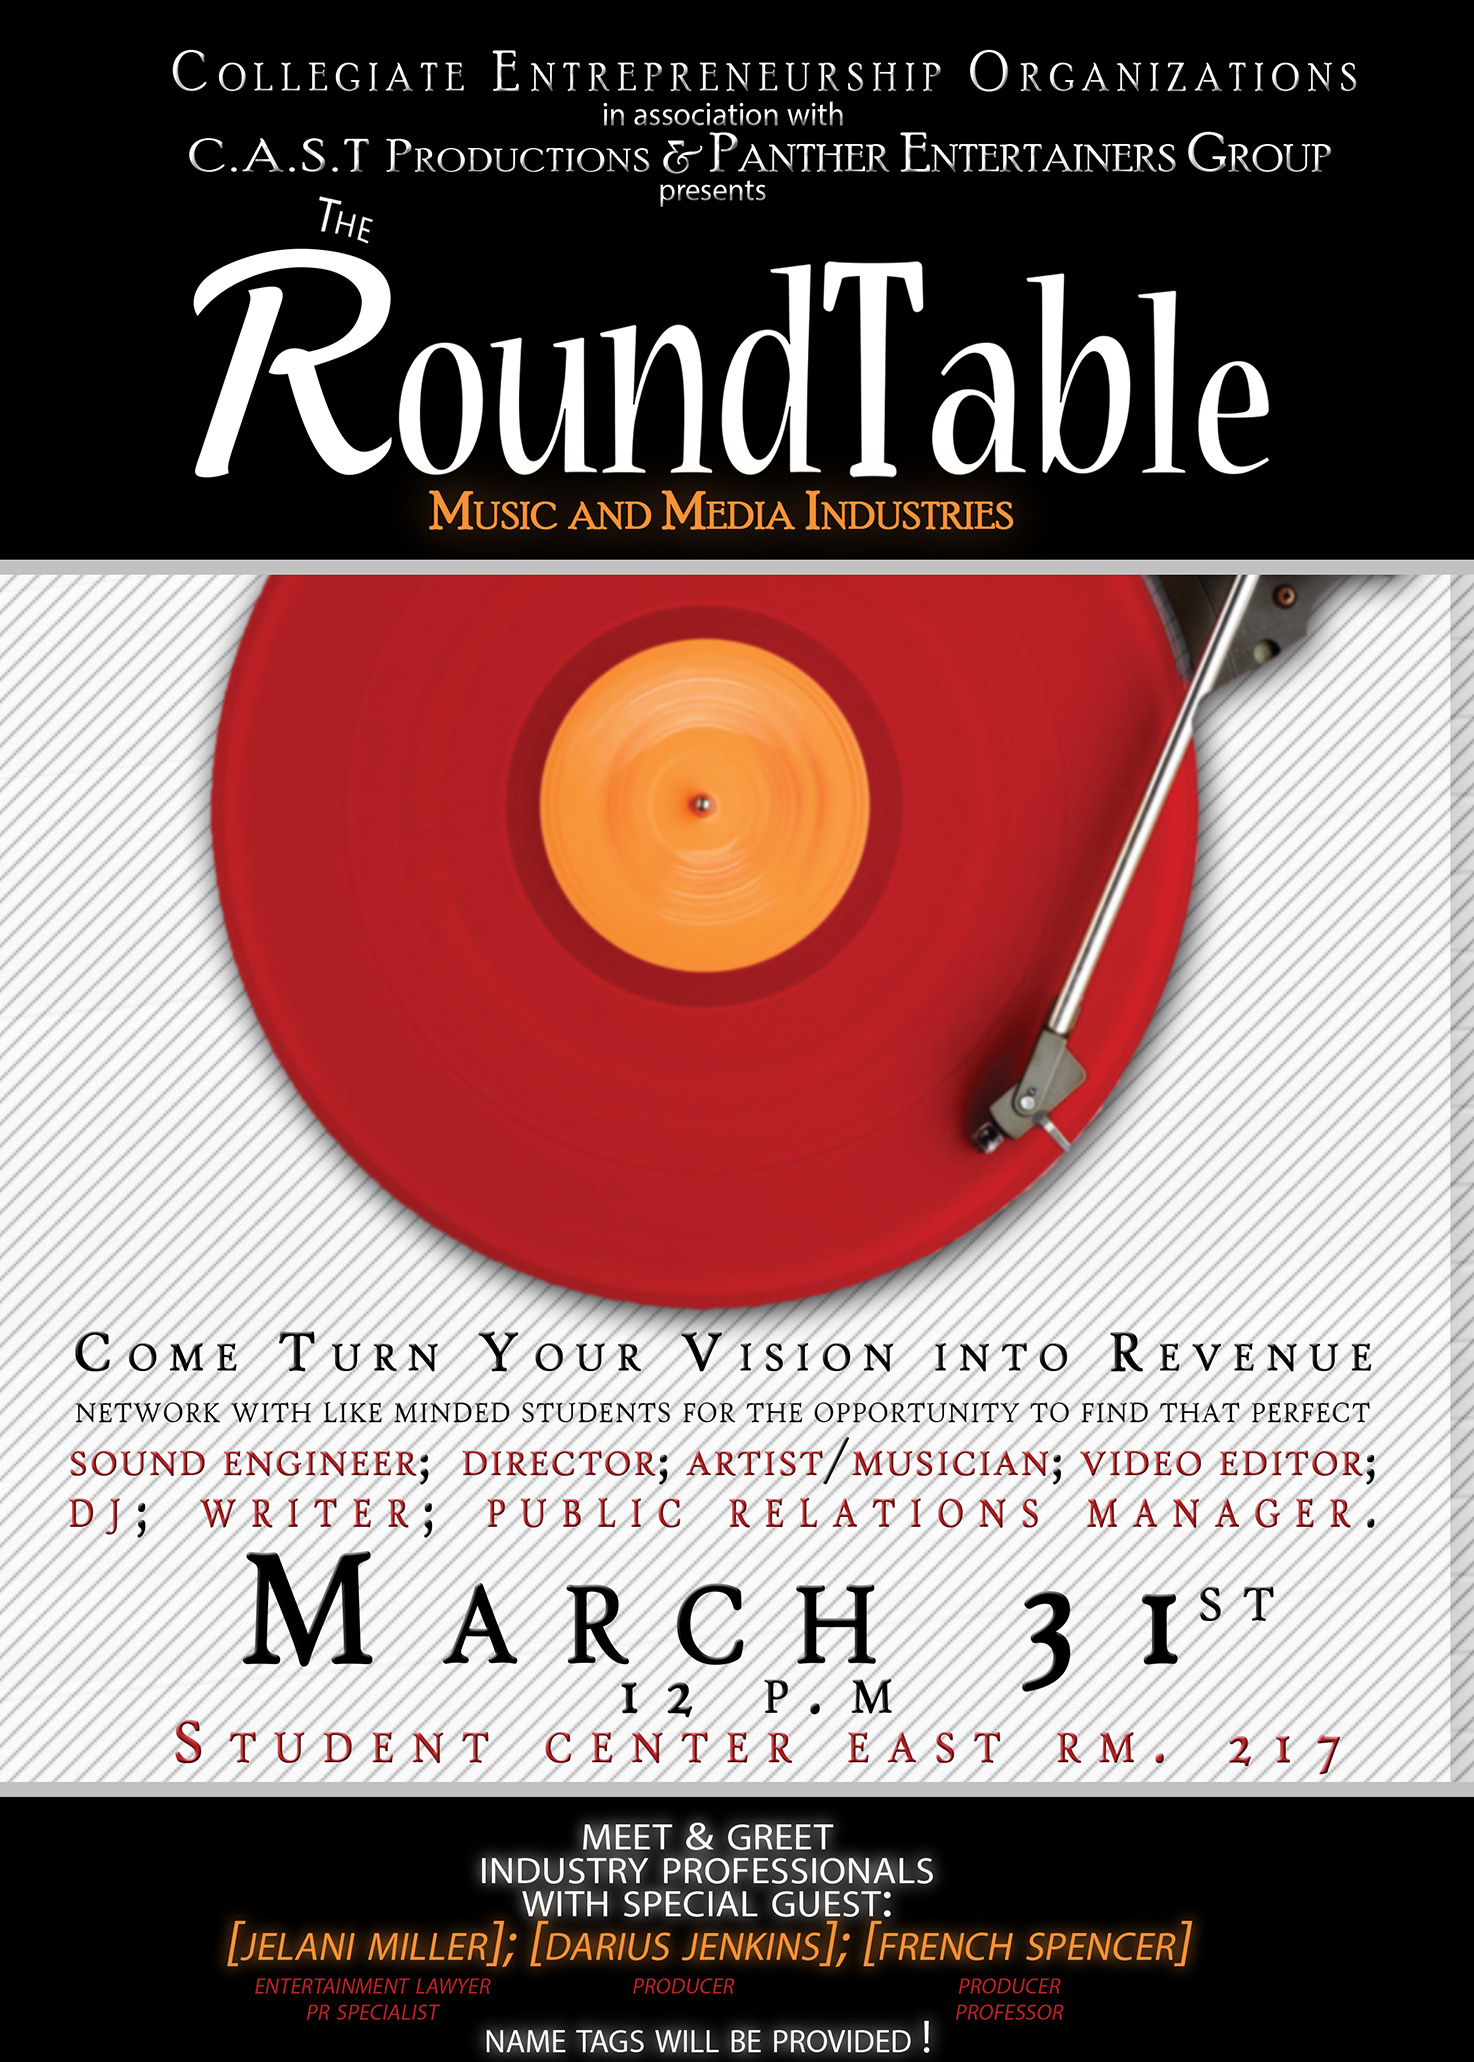 Collegiate Entrepreneurship Organizations
in association with
C.A.S.T Productions & Panther Entertainers Group
presents
The
RoundTable
Music and Media Industries
Come Turn Your Vision into Revenue
network with like minded students for the opportunity to find that perfect
sound engineer; director; artist/musician; video editor;
DJ; writer; public relations manager.
March 31st
12 p.m
Student center east rm. 217
MEET & GREET
INDUSTRY PROFESSIONALS
WITH SPECIAL GUEST:
[JELANI MILLER]; [DARIUS JENKINS]; [FRENCH SPENCER]
ENTERTAINMENT LAWYER PRODUCER PRODUCER
PR SPECIALIST PROFESSOR
NAME TAGS WILL BE PROVIDED !